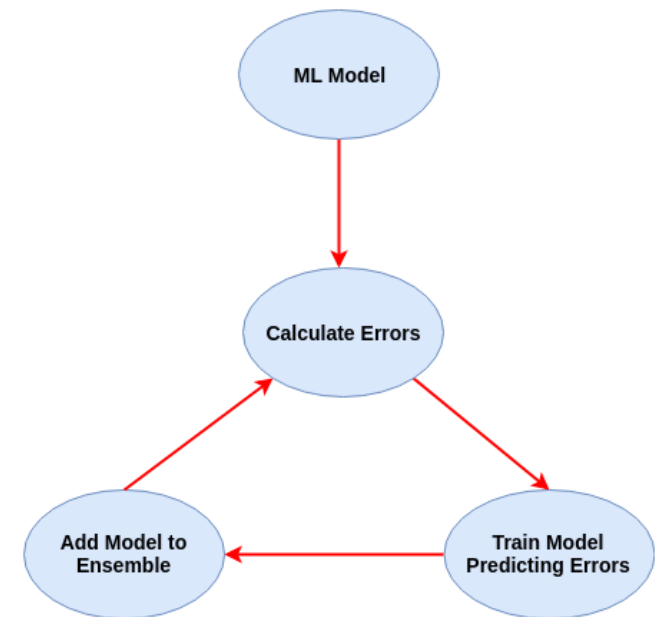 ML Model
Calculate Errors
Add Model to
Ensemble
Train Model
Predicting Errors